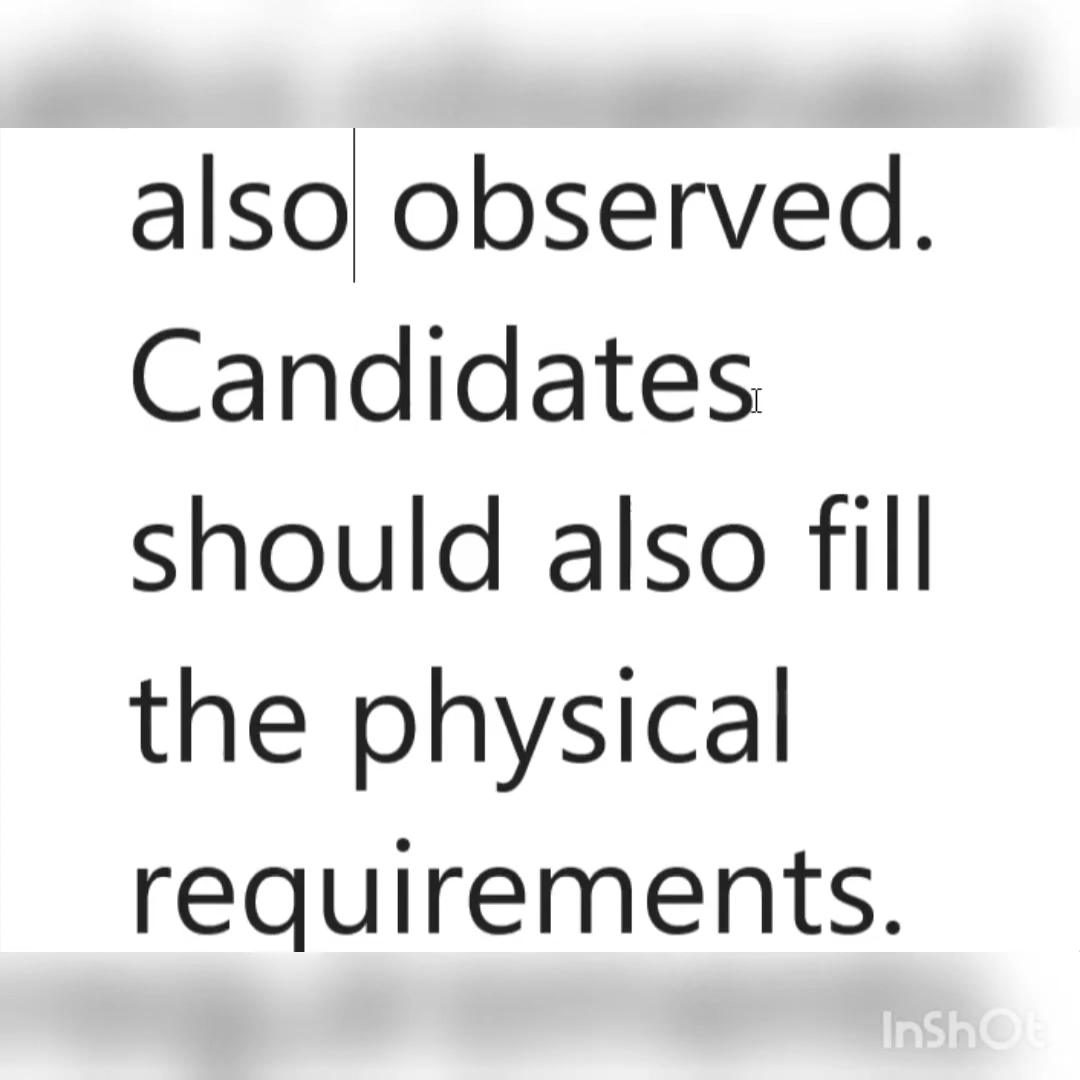 also observed.
Candidates
should also fill
the physical
requirements.
InShOt